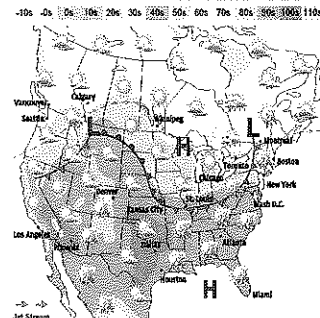 -10s -0s 0s 10s 20s 30s 40s 50s 60s 70s 80s 90s 100s 110s
Vancouver
Calgary
Seattle
Winnipeg
L
H
L
Montreal
Toronto
Boston
Chicago
New York
Denver
Wash D.C.
Kansas City
St. Louis
Los Angeles
Phoenix
Dallas
Atlanta
Houston
H
Miami
Jet Stream